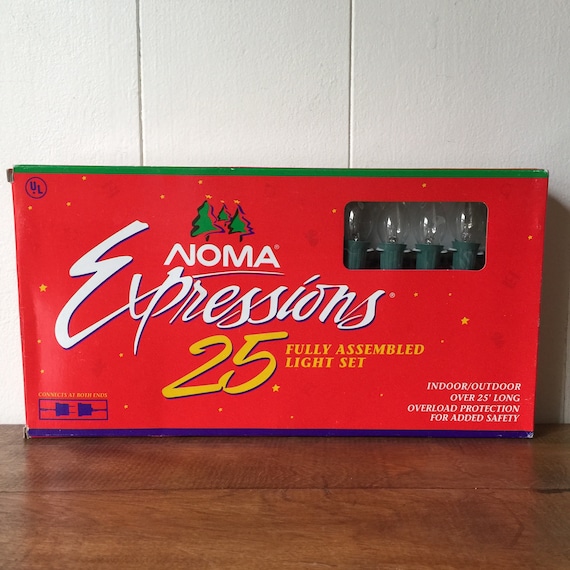 UL
NOMA®
Expressions®
25 FULLY ASSEMBLED
LIGHT SET
CONNECTS AT BOTH ENDS
INDOOR/OUTDOOR
OVER 25' LONG
OVERLOAD PROTECTION
FOR ADDED SAFETY